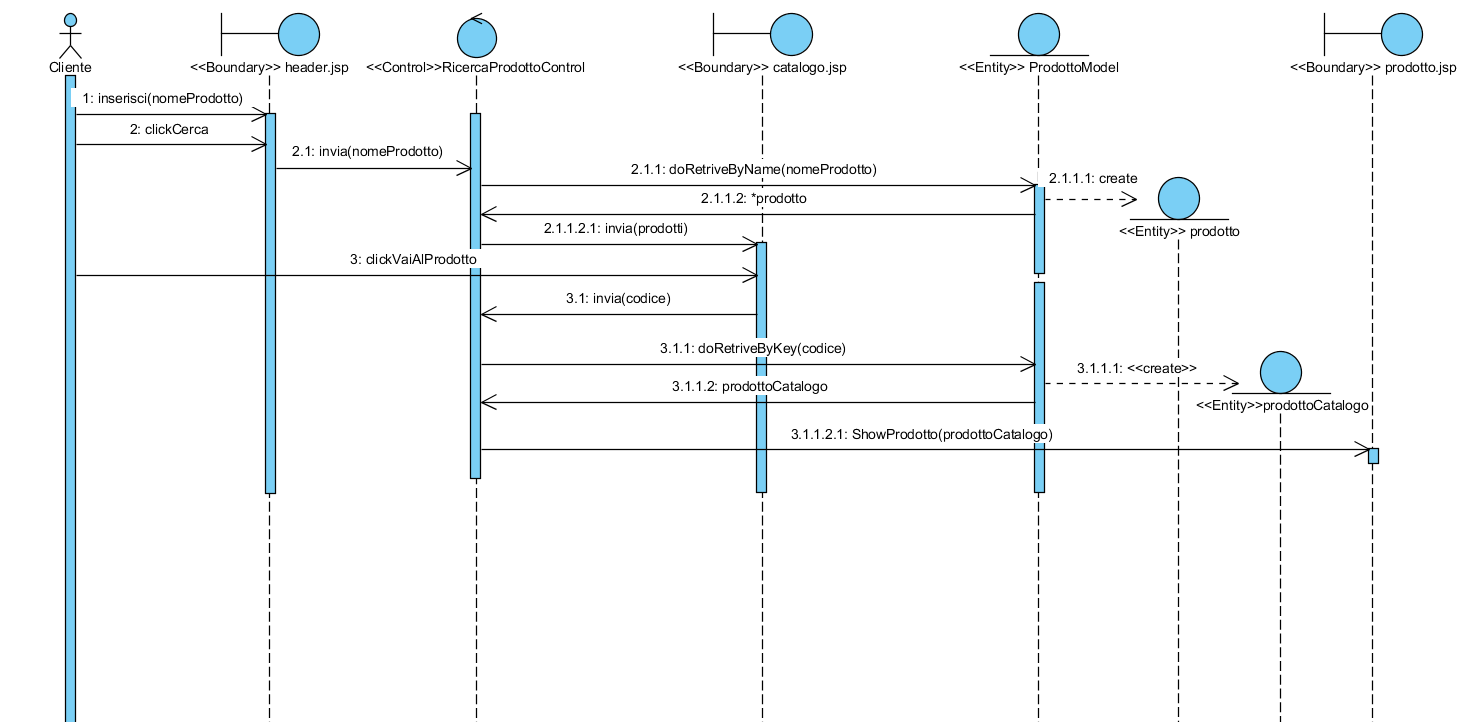 Cliente
<<Boundary>> header.jsp
<<Control>>RicercaProdottoControl
<<Boundary>> catalogo.jsp
<<Entity>> ProdottoModel
<<Boundary>> prodotto.jsp
1: inserisci(nomeProdotto)
2: clickCerca
2.1: invia(nomeProdotto)
2.1.1: doRetriveByName(nomeProdotto)
2.1.1.1: create
2.1.1.2: *prodotto
2.1.1.2.1: invia(prodotti)
<<Entity>> prodotto
3: clickVaiAlProdotto
3.1: invia(codice)
3.1.1: doRetriveByKey(codice)
3.1.1.1: <<create>>
3.1.1.2: prodottoCatalogo
<<Entity>>prodottoCatalogo
3.1.1.2.1: ShowProdotto(prodottoCatalogo)